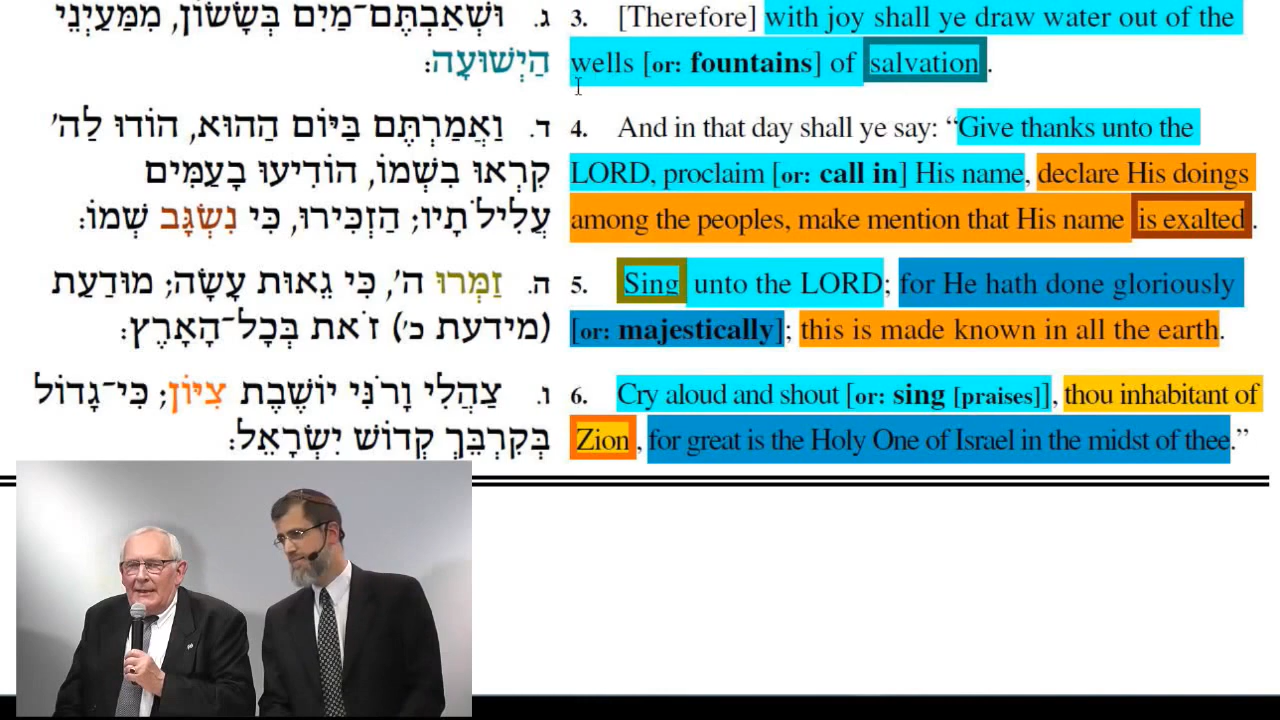 ג. וּשְׁאַבְתֶּם־מַיִם בְּשָׂשׂוֹן, מִמַּעַיְנֵי
הַיְשׁוּעָה:
3. [Therefore] with joy shall ye draw water out of the
wells [or: fountains] of salvation.
ד. וַאֲמַרְתֶּם בַּיּוֹם הַהוּא, הוֹדוּ לַה'
קִרְאוּ בִשְׁמוֹ, הוֹדִיעוּ בָעַמִּים
עֲלִילֹתָיו; הַזְכִּירוּ, כִּי נִשְׂגָּב שְׁמוֹ:
4. And in that day shall ye say: “Give thanks unto the
LORD, proclaim [or: call in] His name, declare His doings
among the peoples, make mention that His name is exalted.
ה. זַמְּרוּ ה', כִּי גֵאוּת עָשָׂה; מוּדַעַת
(מידעת כ') זֹאת בְּכָל־הָאָרֶץ:
5. Sing unto the LORD; for He hath done gloriously
[or: majestically]; this is made known in all the earth.
ו. צַהֲלִי וָרֹנִּי יוֹשֶׁבֶת צִיּוֹן; כִּי־גָדוֹל
בְּקִרְבֵּךְ קְדוֹשׁ יִשְׂרָאֵל:
6. Cry aloud and shout [or: sing [praises]], thou inhabitant of
Zion, for great is the Holy One of Israel in the midst of thee.”